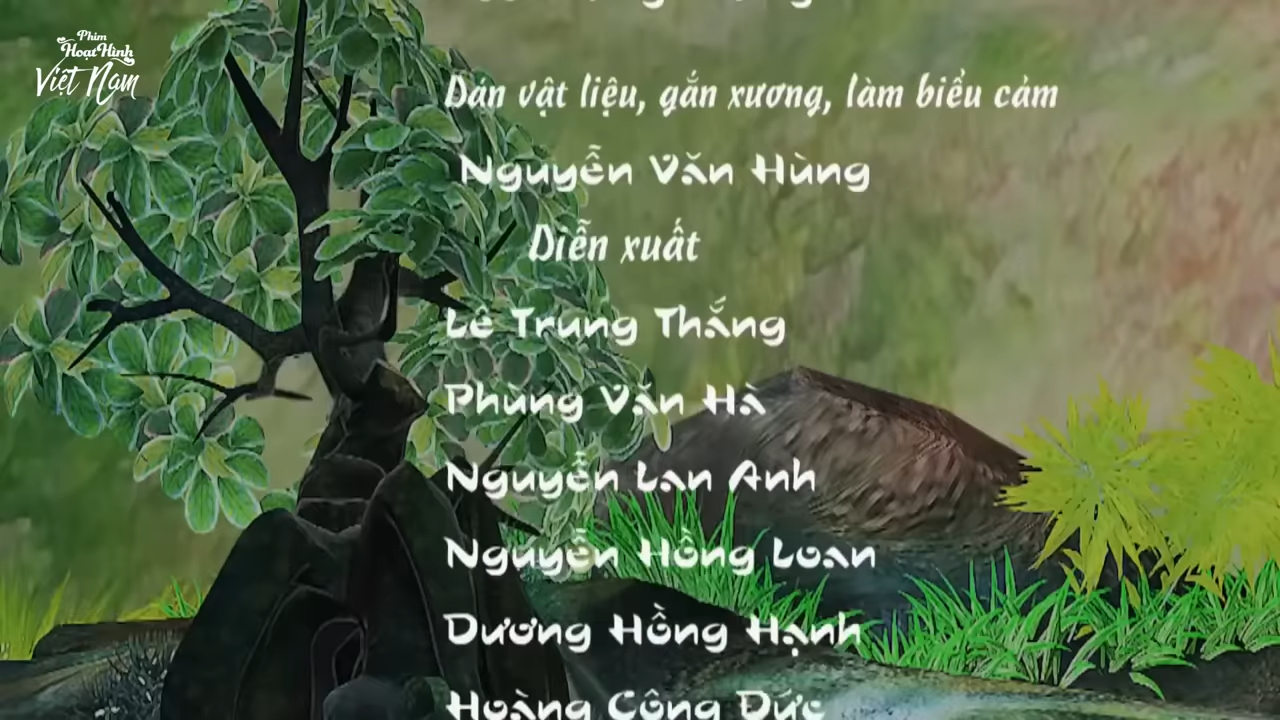 Phim
Hoạt Hình
Việt Nam
Dán vật liệu, gắn xương, làm biểu cảm
Nguyễn Văn Hùng
Diễn xuất
Lê Trung Thắng
Phùng Văn Hà
Nguyễn Lan Anh
Nguyễn Hồng Loan
Dương Hồng Hạnh
Hoàng Công Đức